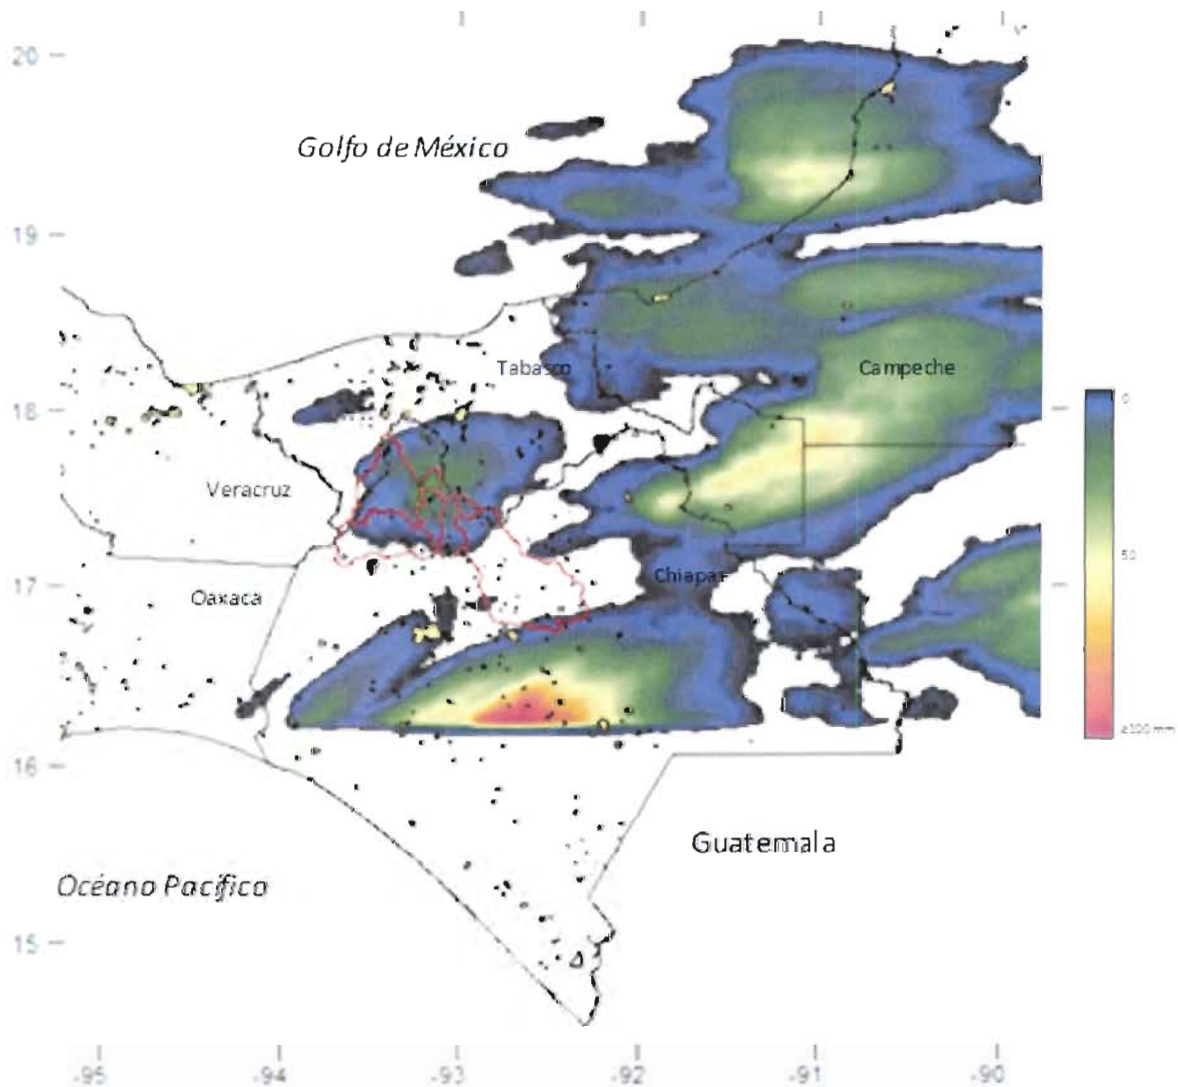 20
Golfo de México
19
Tabasco
Campeche
18
0
Veracruz
50
17
Chiapas
Oaxaca
≥100 mm
16
Guatemala
Océano Pacífico
15
-95
-94
-93
-92
-91
-90